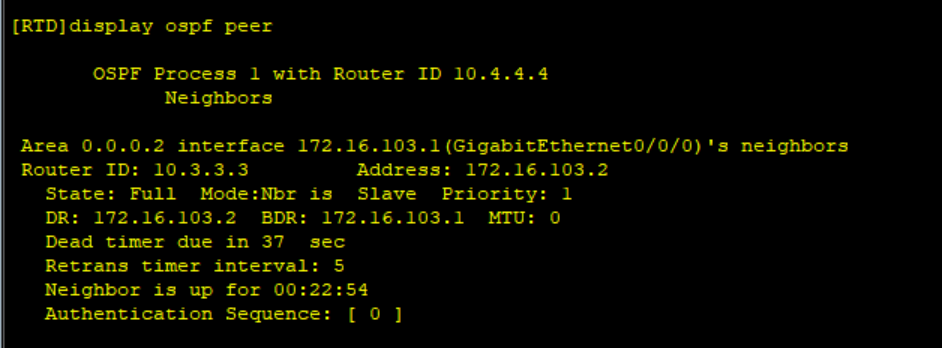 [RTD]display ospf peer
OSPF Process 1 with Router ID 10.4.4.4
Neighbors
Area 0.0.0.2 interface 172.16.103.1(GigabitEthernet0/0/0)'s neighbors
Router ID: 10.3.3.3 Address: 172.16.103.2
State: Full Mode:Nbr is Slave Priority: 1
DR: 172.16.103.2 BDR: 172.16.103.1 MTU: 0
Dead timer due in 37 sec
Retrans timer interval: 5
Neighbor is up for 00:22:54
Authentication Sequence: [ 0 ]